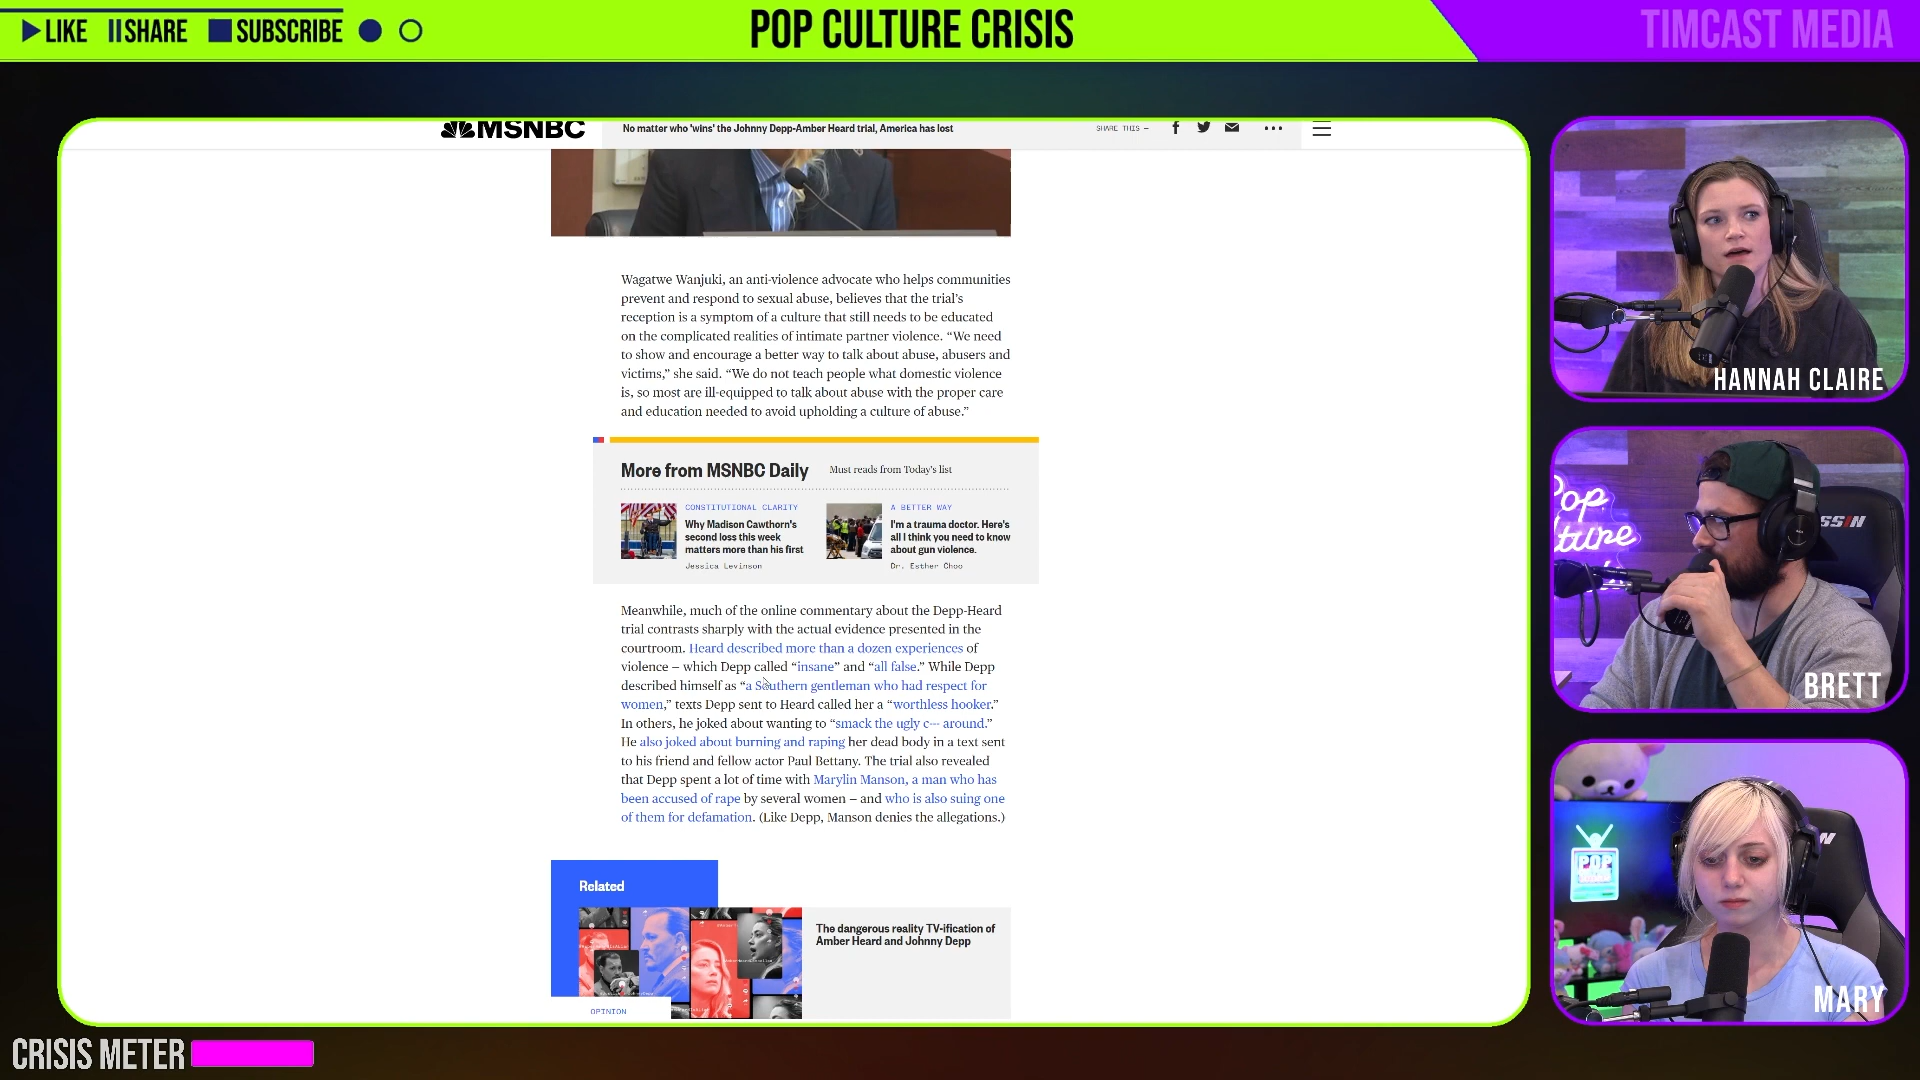 LIKE SHARE SUBSCRIBE
POP CULTURE CRISIS
TIMCAST MEDIA
MSNBC
No matter who 'wins' the Johnny Depp-Amber Heard trial, America has lost
SHARE THIS —
Wagatwe Wanjuki, an anti-violence advocate who helps communities
prevent and respond to sexual abuse, believes that the trial's
reception is a symptom of a culture that still needs to be educated
on the complicated realities of intimate partner violence. “We need
to show and encourage a better way to talk about abuse, abusers and
victims,” she said. “We do not teach people what domestic violence
is, so most are ill-equipped to talk about abuse with the proper care
and education needed to avoid upholding a culture of abuse.”
More from MSNBC Daily
Must reads from Today's list
CONSTITUTIONAL CLARITY
Why Madison Cawthorn's
second loss this week
matters more than his first
Jessica Levinson
A BETTER WAY
I'm a trauma doctor. Here's
all I think you need to know
about gun violence.
Dr. Esther Choo
Meanwhile, much of the online commentary about the Depp-Heard
trial contrasts sharply with the actual evidence presented in the
courtroom. Heard described more than a dozen experiences of
violence — which Depp called “insane” and “all false.” While Depp
described himself as “a Southern gentleman who had respect for
women,” texts Depp sent to Heard called her a “worthless hooker.”
In others, he joked about wanting to “smack the ugly c--- around.”
He also joked about burning and raping her dead body in a text sent
to his friend and fellow actor Paul Bettany. The trial also revealed
that Depp spent a lot of time with Marylin Manson, a man who has
been accused of rape by several women — and who is also suing one
of them for defamation. (Like Depp, Manson denies the allegations.)
Related
The dangerous reality TV-ification of
Amber Heard and Johnny Depp
OPINION
HANNAH CLAIRE
Pop
lture
SSIN
BRETT
POP
MARY
CRISIS METER